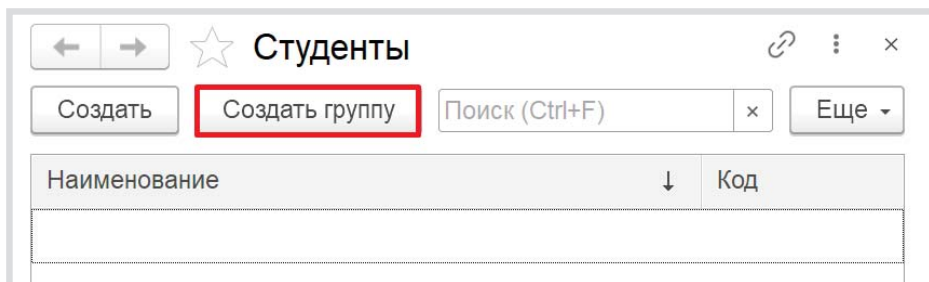 Студенты
Создать Создать группу Поиск (Ctrl+F) Еще
Наименование Код